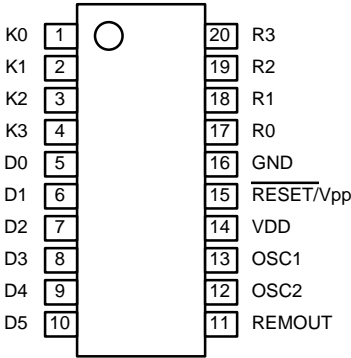 K0 1 20 R3
K1 2 19 R2
K2 3 18 R1
K3 4 17 R0
D0 5 16 GND
D1 6 15 RESET/Vpp
D2 7 14 VDD
D3 8 13 OSC1
D4 9 12 OSC2
D5 10 11 REMOUT